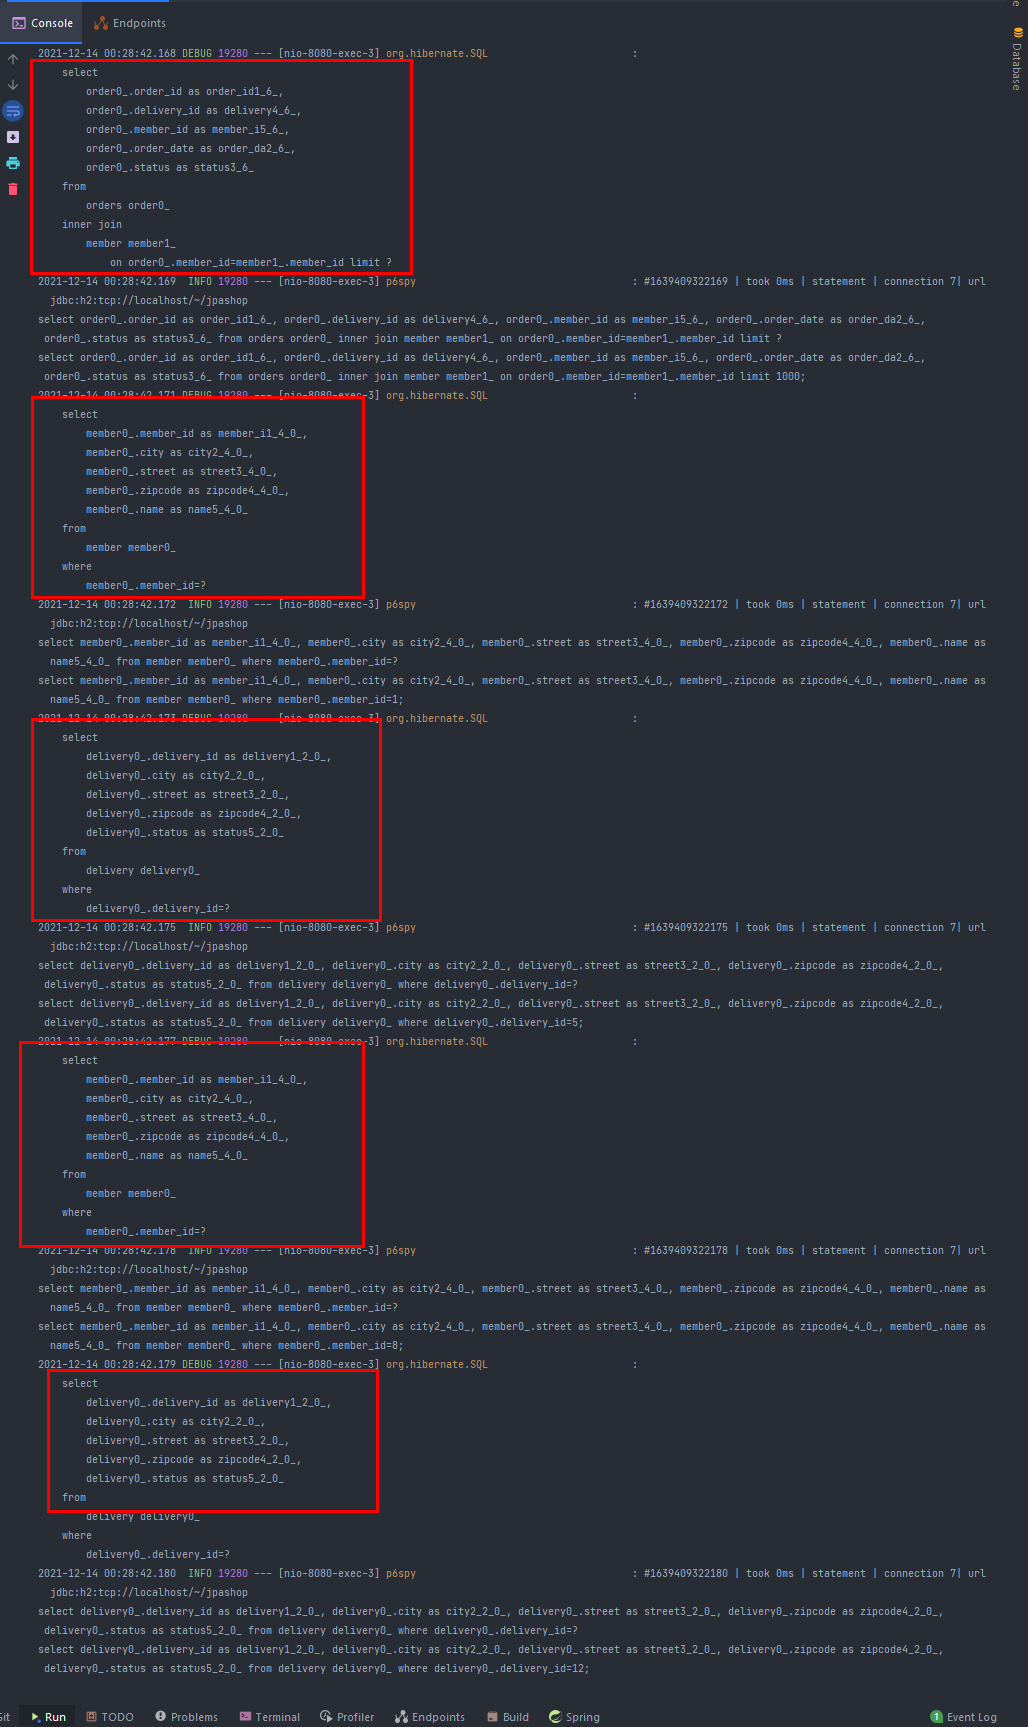 Console
Endpoints
Database
2021-12-14 00:28:42.168 DEBUG 19280 --- [nio-8080-exec-3] org.hibernate.SQL                        :
select
order0_.order_id as order_id1_6_,
order0_.delivery_id as delivery4_6_,
order0_.member_id as member_i5_6_,
order0_.order_date as order_da2_6_,
order0_.status as status3_6_
from
orders order0_
inner join
member member1_
on order0_.member_id=member1_.member_id limit ?
2021-12-14 00:28:42.169  INFO 19280 --- [nio-8080-exec-3] p6spy                                    : #1639409322169 | took 0ms | statement | connection 7| url
jdbc:h2:tcp://localhost/~/jpashop
select order0_.order_id as order_id1_6_, order0_.delivery_id as delivery4_6_, order0_.member_id as member_i5_6_, order0_.order_date as order_da2_6_,
order0_.status as status3_6_ from orders order0_ inner join member member1_ on order0_.member_id=member1_.member_id limit ?
select order0_.order_id as order_id1_6_, order0_.delivery_id as delivery4_6_, order0_.member_id as member_i5_6_, order0_.order_date as order_da2_6_,
order0_.status as status3_6_ from orders order0_ inner join member member1_ on order0_.member_id=member1_.member_id limit 1000;
2021-12-14 00:28:42.171 DEBUG 19280 --- [nio-8080-exec-3] org.hibernate.SQL                        :
select
member0_.member_id as member_i1_4_0_,
member0_.city as city2_4_0_,
member0_.street as street3_4_0_,
member0_.zipcode as zipcode4_4_0_,
member0_.name as name5_4_0_
from
member member0_
where
member0_.member_id=?
2021-12-14 00:28:42.172  INFO 19280 --- [nio-8080-exec-3] p6spy                                    : #1639409322172 | took 0ms | statement | connection 7| url
jdbc:h2:tcp://localhost/~/jpashop
select member0_.member_id as member_i1_4_0_, member0_.city as city2_4_0_, member0_.street as street3_4_0_, member0_.zipcode as zipcode4_4_0_, member0_.name as
name5_4_0_ from member member0_ where member0_.member_id=?
select member0_.member_id as member_i1_4_0_, member0_.city as city2_4_0_, member0_.street as street3_4_0_, member0_.zipcode as zipcode4_4_0_, member0_.name as
name5_4_0_ from member member0_ where member0_.member_id=1;
2021-12-14 00:28:42.173 DEBUG 19280 --- [nio-8080-exec-3] org.hibernate.SQL                        :
select
delivery0_.delivery_id as delivery1_2_0_,
delivery0_.city as city2_2_0_,
delivery0_.street as street3_2_0_,
delivery0_.zipcode as zipcode4_2_0_,
delivery0_.status as status5_2_0_
from
delivery delivery0_
where
delivery0_.delivery_id=?
2021-12-14 00:28:42.175  INFO 19280 --- [nio-8080-exec-3] p6spy                                    : #1639409322175 | took 0ms | statement | connection 7| url
jdbc:h2:tcp://localhost/~/jpashop
select delivery0_.delivery_id as delivery1_2_0_, delivery0_.city as city2_2_0_, delivery0_.street as street3_2_0_, delivery0_.zipcode as zipcode4_2_0_,
delivery0_.status as status5_2_0_ from delivery delivery0_ where delivery0_.delivery_id=?
select delivery0_.delivery_id as delivery1_2_0_, delivery0_.city as city2_2_0_, delivery0_.street as street3_2_0_, delivery0_.zipcode as zipcode4_2_0_,
delivery0_.status as status5_2_0_ from delivery delivery0_ where delivery0_.delivery_id=5;
2021-12-14 00:28:42.177 DEBUG 19280 --- [nio-8080-exec-3] org.hibernate.SQL                        :
select
member0_.member_id as member_i1_4_0_,
member0_.city as city2_4_0_,
member0_.street as street3_4_0_,
member0_.zipcode as zipcode4_4_0_,
member0_.name as name5_4_0_
from
member member0_
where
member0_.member_id=?
2021-12-14 00:28:42.178  INFO 19280 --- [nio-8080-exec-3] p6spy                                    : #1639409322178 | took 0ms | statement | connection 7| url
jdbc:h2:tcp://localhost/~/jpashop
select member0_.member_id as member_i1_4_0_, member0_.city as city2_4_0_, member0_.street as street3_4_0_, member0_.zipcode as zipcode4_4_0_, member0_.name as
name5_4_0_ from member member0_ where member0_.member_id=?
select member0_.member_id as member_i1_4_0_, member0_.city as city2_4_0_, member0_.street as street3_4_0_, member0_.zipcode as zipcode4_4_0_, member0_.name as
name5_4_0_ from member member0_ where member0_.member_id=8;
2021-12-14 00:28:42.179 DEBUG 19280 --- [nio-8080-exec-3] org.hibernate.SQL                        :
select
delivery0_.delivery_id as delivery1_2_0_,
delivery0_.city as city2_2_0_,
delivery0_.street as street3_2_0_,
delivery0_.zipcode as zipcode4_2_0_,
delivery0_.status as status5_2_0_
from
delivery delivery0_
where
delivery0_.delivery_id=?
2021-12-14 00:28:42.180  INFO 19280 --- [nio-8080-exec-3] p6spy                                    : #1639409322180 | took 0ms | statement | connection 7| url
jdbc:h2:tcp://localhost/~/jpashop
select delivery0_.delivery_id as delivery1_2_0_, delivery0_.city as city2_2_0_, delivery0_.street as street3_2_0_, delivery0_.zipcode as zipcode4_2_0_,
delivery0_.status as status5_2_0_ from delivery delivery0_ where delivery0_.delivery_id=?
select delivery0_.delivery_id as delivery1_2_0_, delivery0_.city as city2_2_0_, delivery0_.street as street3_2_0_, delivery0_.zipcode as zipcode4_2_0_,
delivery0_.status as status5_2_0_ from delivery delivery0_ where delivery0_.delivery_id=12;
Git Run TODO Problems Terminal Profiler Endpoints Build Spring 1 Event Log